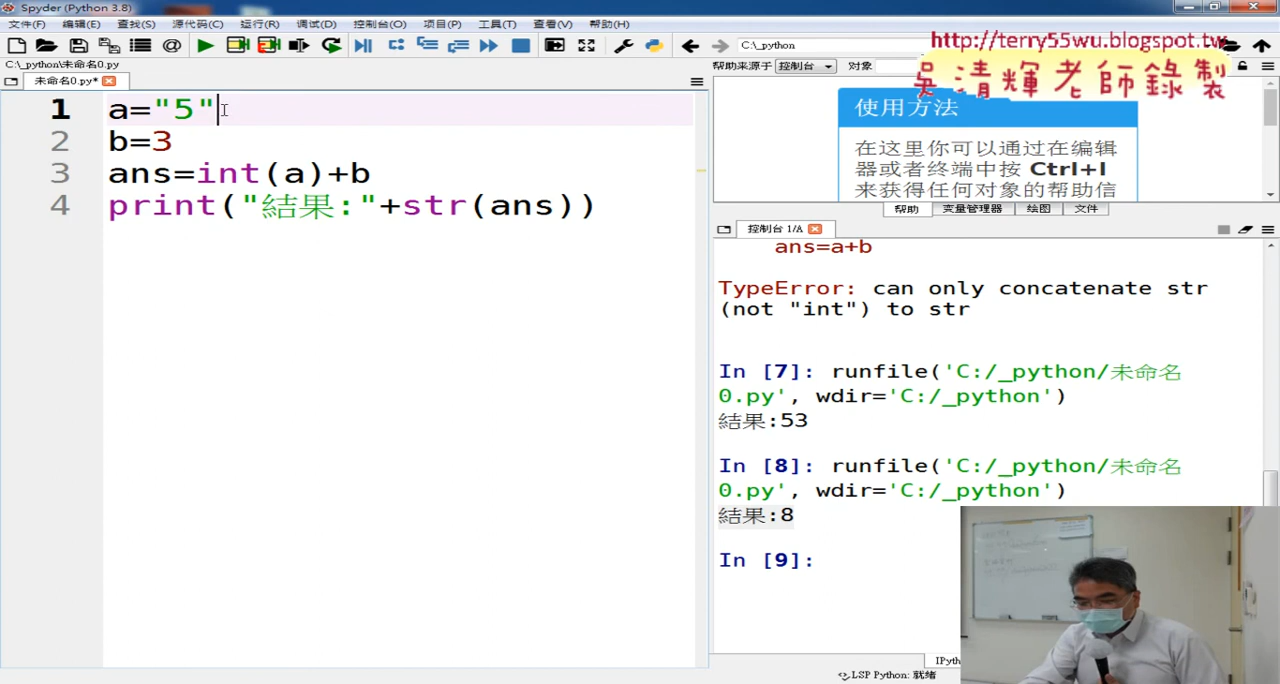 Spyder (Python 3.8)
文件(F) 编辑(E) 查找(S) 源代码(C) 运行(R) 调试(D) 控制台(O) 项目(P) 工具(T) 查看(V) 帮助(H)
C:\_python
http://terry55wu.blogspot.tw
吳清輝老師錄製
C:\_python\未命名0.py
帮助来源于 控制台 对象
未命名0.py*
1 a="5"
2 b=3
3 ans=int(a)+b
4 print("結果:"+str(ans))
使用方法
在这里你可以通过在编辑
器或者终端中按 Ctrl+I
来获得任何对象的帮助信
帮助 变量管理器 绘图 文件
控制台 1/A
ans=a+b
TypeError: can only concatenate str
(not "int") to str
In [7]: runfile('C:/_python/未命名
0.py', wdir='C:/_python')
結果:53
In [8]: runfile('C:/_python/未命名
0.py', wdir='C:/_python')
結果:8
In [9]:
LSP Python: 就绪